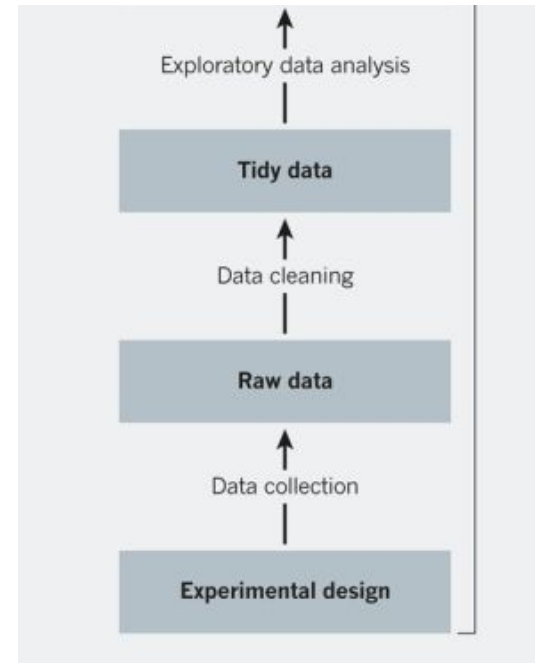 Exploratory data analysis
Tidy data
Data cleaning
Raw data
Data collection
Experimental design